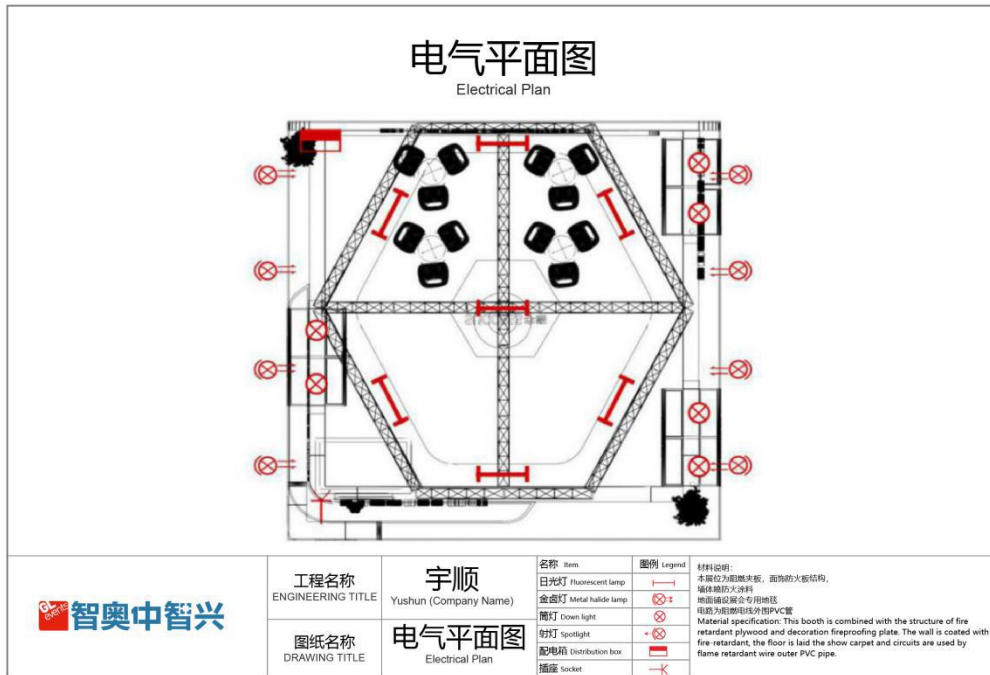 电气平面图
Electrical Plan
GL events 智奥中智兴
工程名称
ENGINEERING TITLE
宇顺
Yushun (Company Name)
图纸名称
DRAWING TITLE
电气平面图
Electrical Plan
名称 Item 图例 Legend
日光灯 Fluorescent lamp
金卤灯 Metal halide lamp
筒灯 Down light
射灯 Spotlight
配电箱 Distribution box
插座 Socket
材料说明:
本展位为阻燃夹板，面饰防火板结构，
墙体喷防火涂料
地面铺设展会专用地毯
电路为阻燃电线外围PVC管
Material specification: This booth is combined with the structure of fire
retardant plywood and decoration fireproofing plate. The wall is coated with
fire-retardant, the floor is laid the show carpet and circuits are used by
flame retardant wire outer PVC pipe.